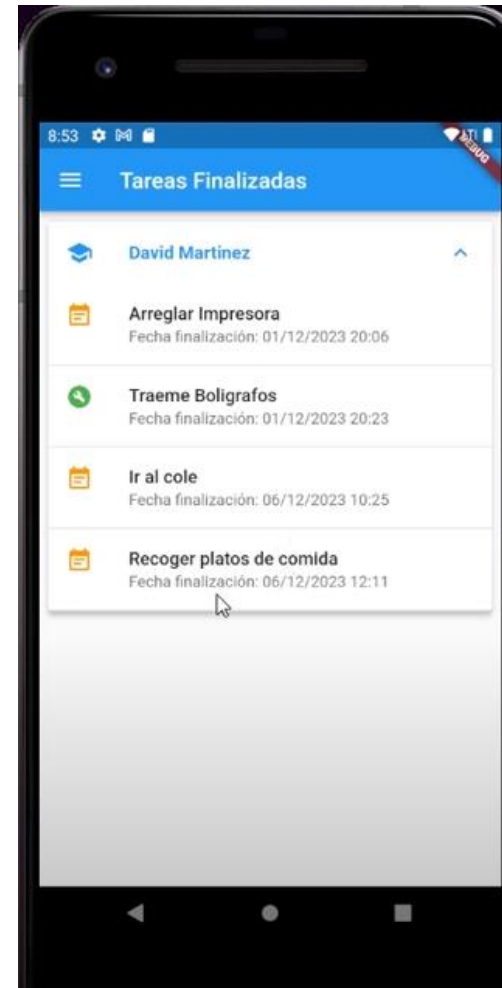 8:53
DEBUG
Tareas Finalizadas
David Martinez
Arreglar Impresora
Fecha finalización: 01/12/2023 20:06
Traeme Boligrafos
Fecha finalización: 01/12/2023 20:23
Ir al cole
Fecha finalización: 06/12/2023 10:25
Recoger platos de comida
Fecha finalización: 06/12/2023 12:11